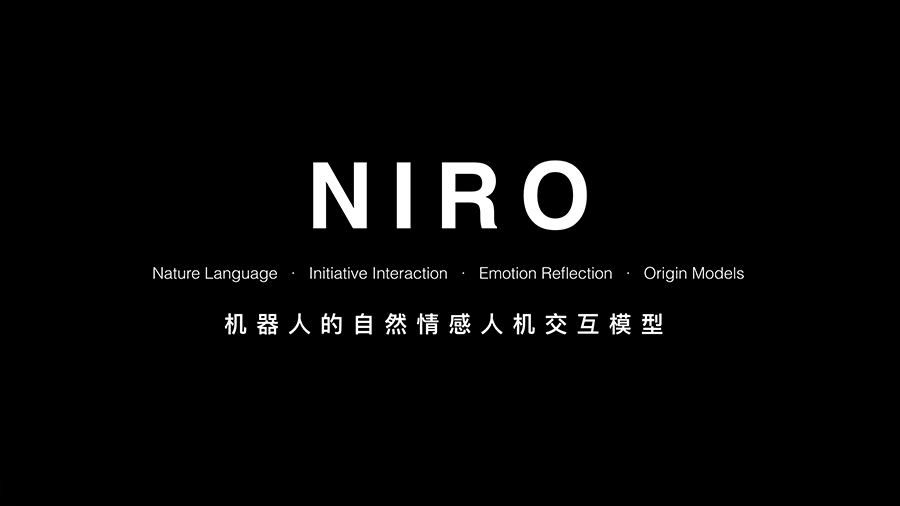 NIRO
Nature Language · Initiative Interaction · Emotion Reflection · Origin Models
机器人的自然情感人机交互模型